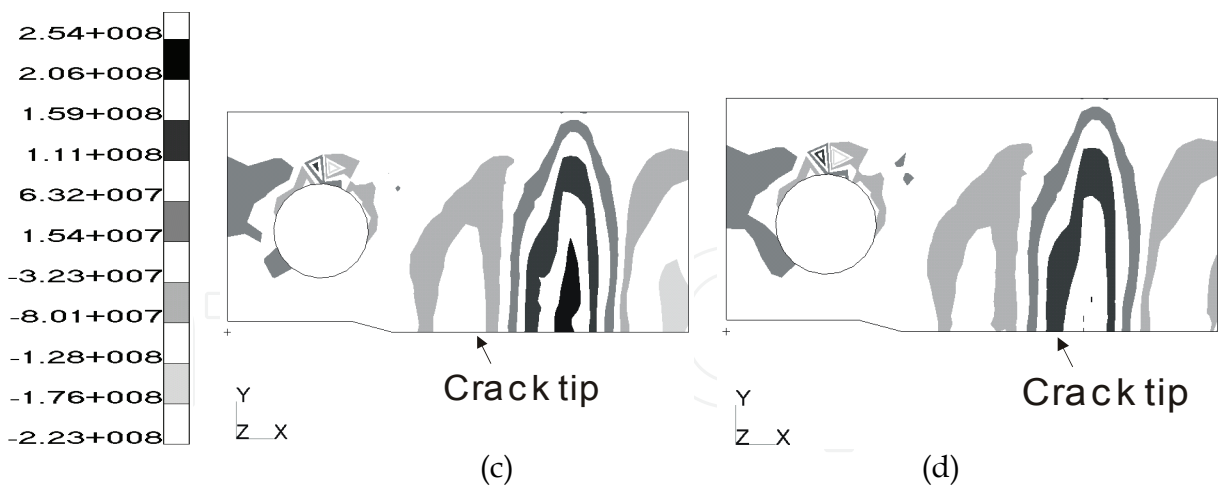 2.54+008
2.06+008
1.59+008
1.11+008
6.32+007
1.54+007
-3.23+007
-8.01+007
-1.28+008
-1.76+008
-2.23+008
Crack tip
Y
Z X
(c)
Crack tip
Y
Z X
(d)